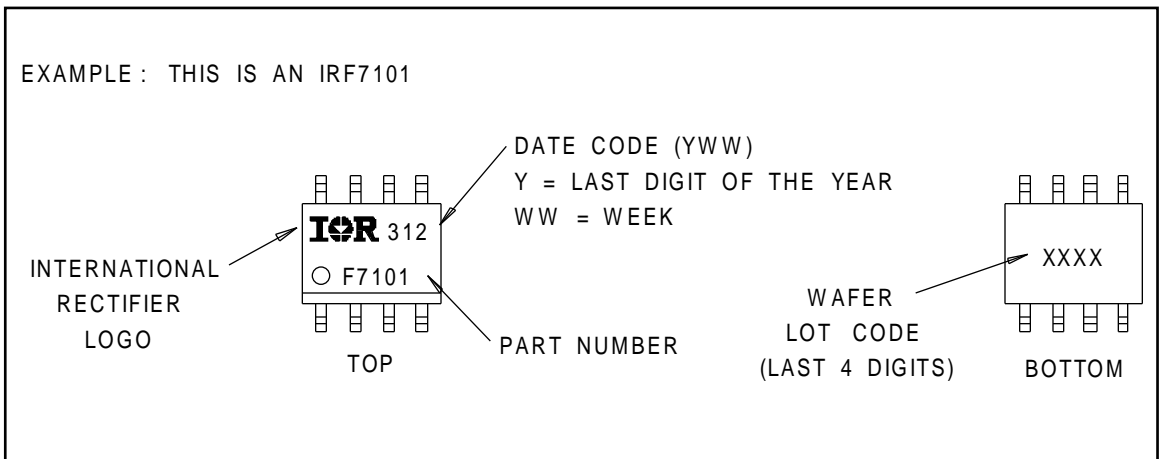 EXAMPLE : THIS IS AN IRF7101
DATE CODE (YWW)
Y = LAST DIGIT OF THE YEAR
WW = WEEK
IOR 312
F7101
INTERNATIONAL
RECTIFIER
LOGO
TOP
PART NUMBER
XXXX
WAFER
LOT CODE
(LAST 4 DIGITS)
BOTTOM